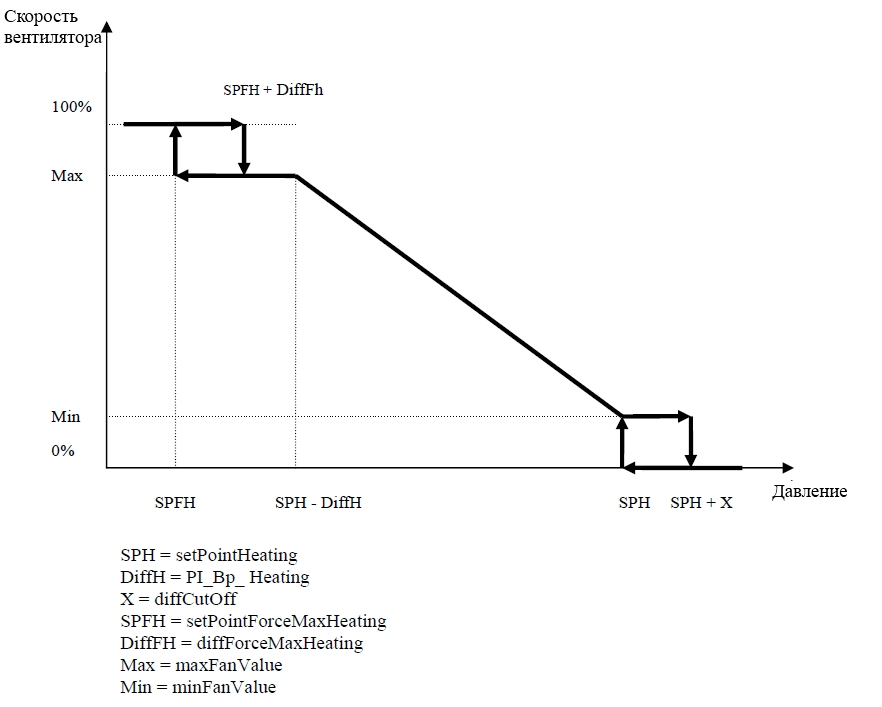 Скорость
вентилятора
SPFH + DiffFh
100%
Max
Min
0%
SPFH
SPH - DiffH
SPH
SPH + X
Давление
SPH = setPointHeating
DiffH = PI_Bp_ Heating
X = diffCutOff
SPFH = setPointForceMaxHeating
DiffFH = diffForceMaxHeating
Max = maxFanValue
Min = minFanValue